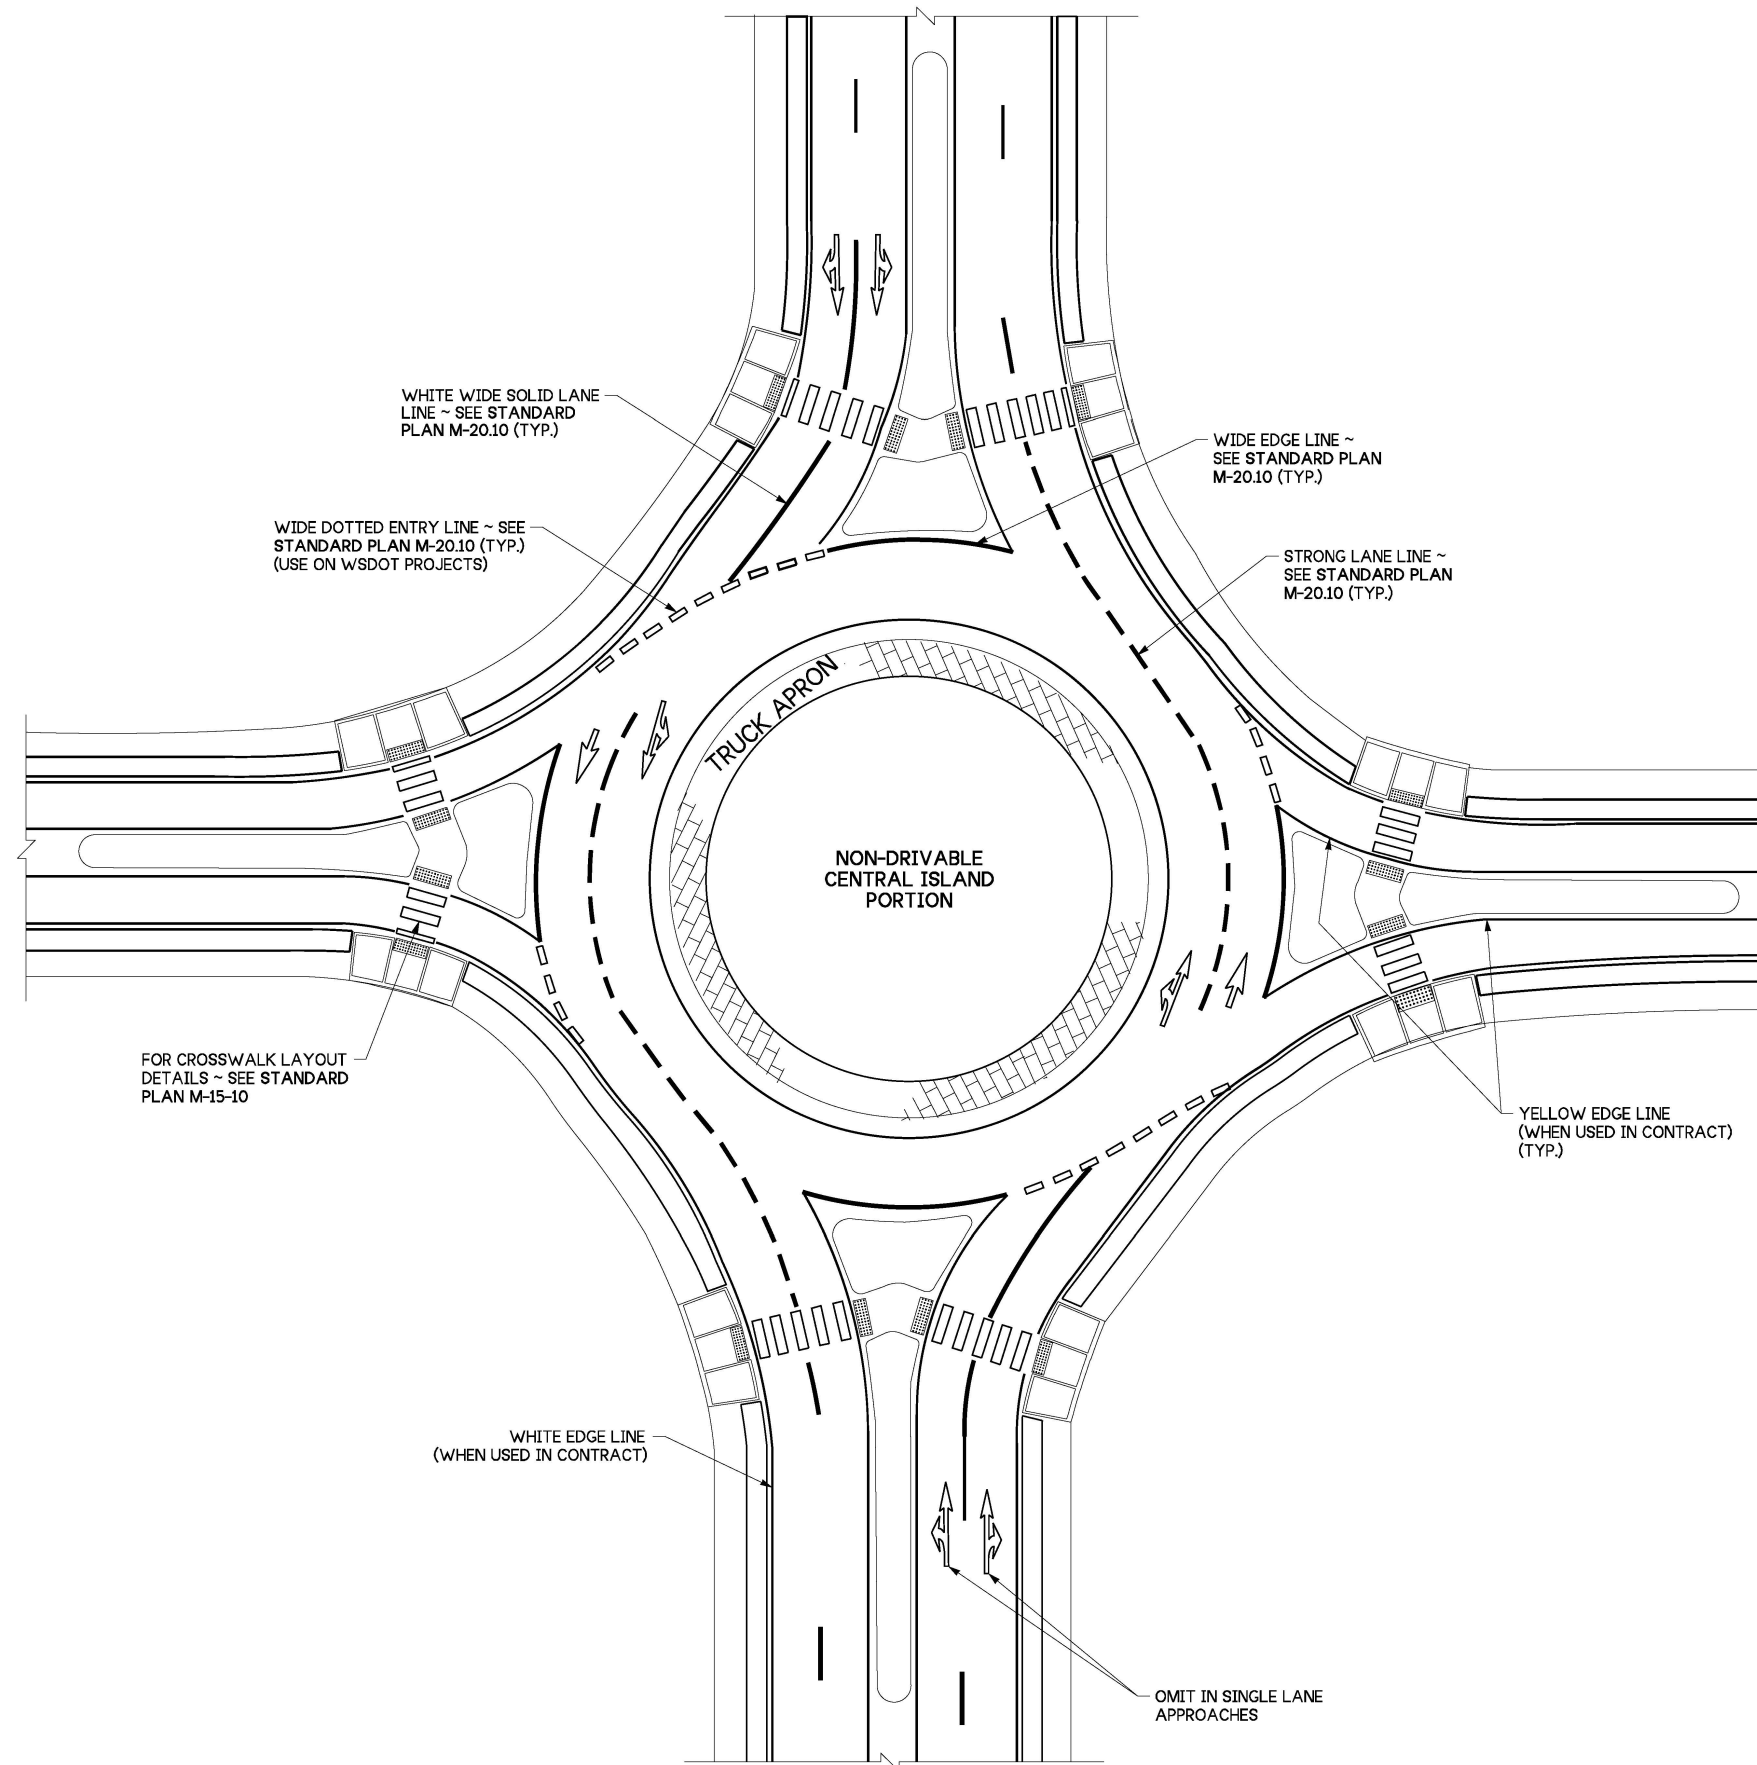 WHITE WIDE SOLID LANE
LINE ~ SEE STANDARD
PLAN M-20.10 (TYP.)
WIDE EDGE LINE ~
SEE STANDARD PLAN
M-20.10 (TYP.)
WIDE DOTTED ENTRY LINE ~ SEE
STANDARD PLAN M-20.10 (TYP.)
(USE ON WSDOT PROJECTS)
STRONG LANE LINE ~
SEE STANDARD PLAN
M-20.10 (TYP.)
TRUCK APRON
NON-DRIVABLE
CENTRAL ISLAND
PORTION
FOR CROSSWALK LAYOUT
DETAILS ~ SEE STANDARD
PLAN M-15-10
YELLOW EDGE LINE
(WHEN USED IN CONTRACT)
(TYP.)
WHITE EDGE LINE
(WHEN USED IN CONTRACT)
OMIT IN SINGLE LANE
APPROACHES